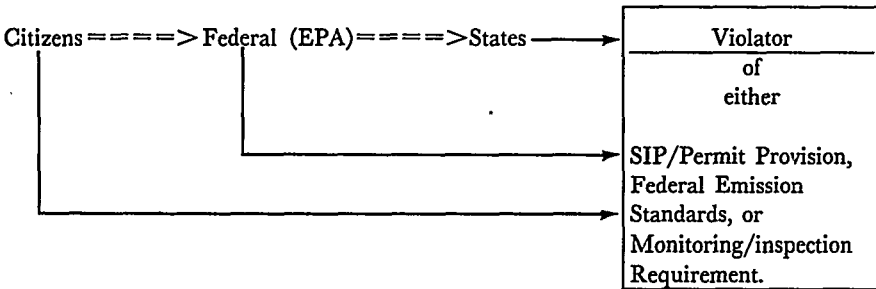 Citizens====>Federal (EPA)====>States
Violator
of
either
SIP/Permit Provision,
Federal Emission
Standards, or
Monitoring/inspection
Requirement.